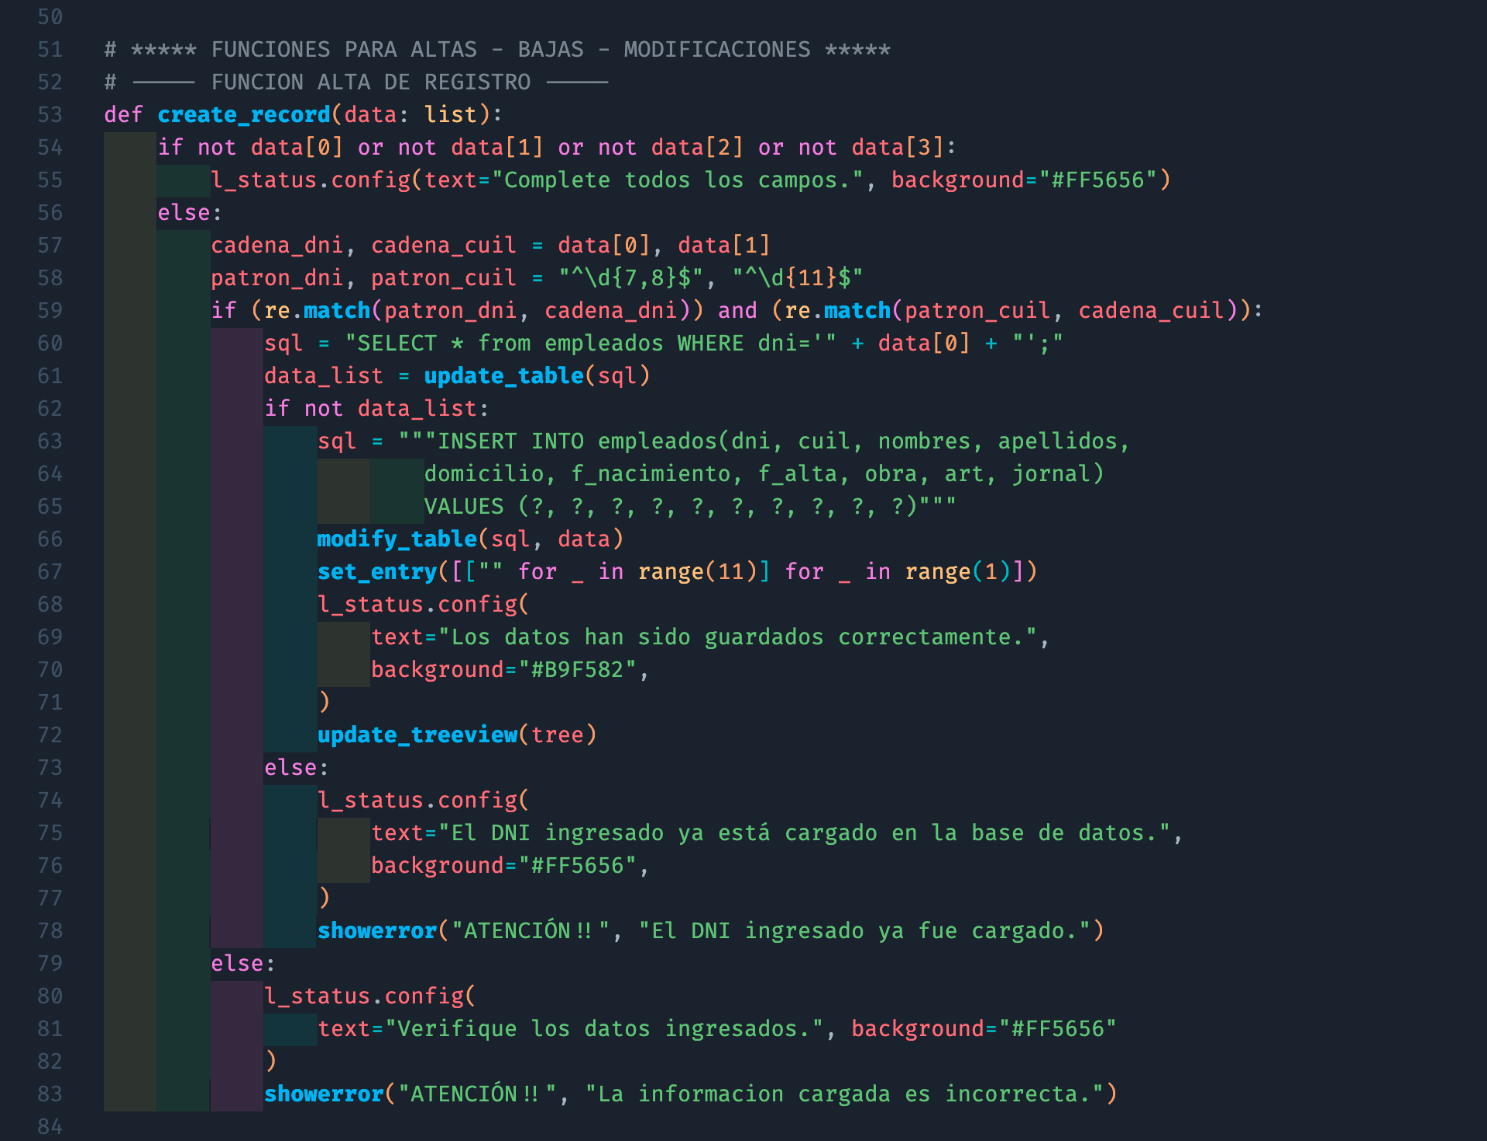 50
51 # ***** FUNCIONES PARA ALTAS - BAJAS - MODIFICACIONES *****
52 # ----- FUNCION ALTA DE REGISTRO -----
53 def create_record(data: list):
54     if not data[0] or not data[1] or not data[2] or not data[3]:
55         l_status.config(text="Complete todos los campos.", background="#FF5656")
56     else:
57         cadena_dni, cadena_cuil = data[0], data[1]
58         patron_dni, patron_cuil = "^\d{7,8}$", "^\d{11}$"
59         if (re.match(patron_dni, cadena_dni)) and (re.match(patron_cuil, cadena_cuil)):
60             sql = "SELECT * from empleados WHERE dni='" + data[0] + "';"
61             data_list = update_table(sql)
62             if not data_list:
63                 sql = """INSERT INTO empleados(dni, cuil, nombres, apellidos,
64                         domicilio, f_nacimiento, f_alta, obra, art, jornal)
65                         VALUES (?, ?, ?, ?, ?, ?, ?, ?, ?, ?)"""
66                 modify_table(sql, data)
67                 set_entry([["" for _ in range(11)] for _ in range(1)])
68                 l_status.config(
69                     text="Los datos han sido guardados correctamente.",
70                     background="#B9F582",
71                 )
72                 update_treeview(tree)
73             else:
74                 l_status.config(
75                     text="El DNI ingresado ya está cargado en la base de datos.",
76                     background="#FF5656",
77                 )
78                 showerror("ATENCIÓN!!", "El DNI ingresado ya fue cargado.")
79         else:
80             l_status.config(
81                 text="Verifique los datos ingresados.", background="#FF5656"
82             )
83             showerror("ATENCIÓN!!", "La informacion cargada es incorrecta.")
84